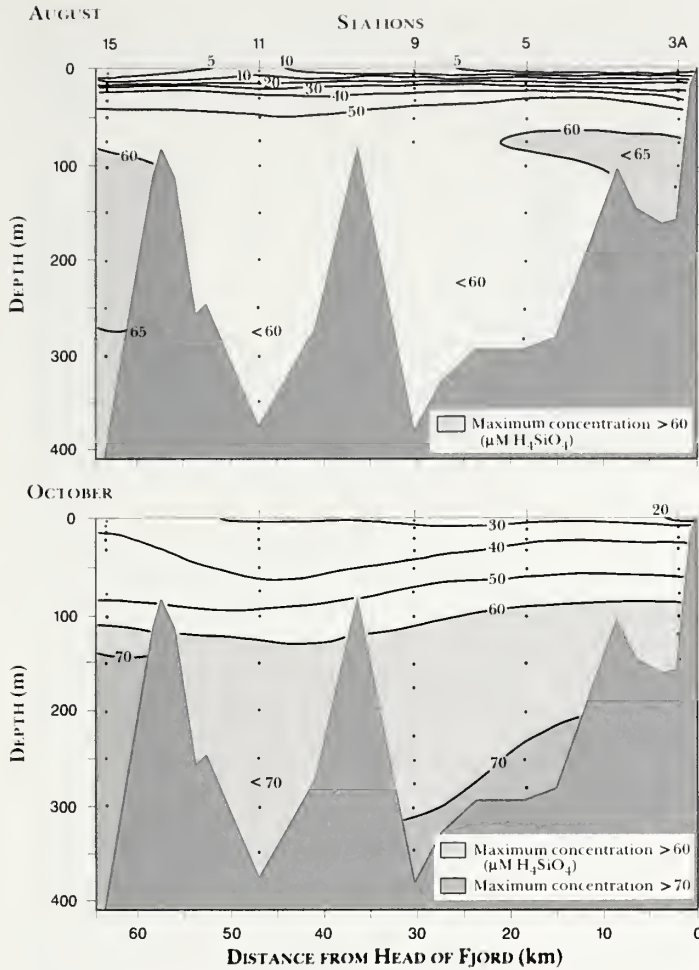 AUGUST
STATIONS
15 11 9 5 3A
5 10 5
0
10
20
30
40
50
60 60
100 <65
DEPTH (m)
200
<60
65 <60
300
Maximum concentration >60
(μM H₄SiO₄)
400
OCTOBER
20
0
30
40
50
60
100
70
DEPTH (m)
200
70
<70
300
Maximum concentration >60
(μM H₄SiO₄)
Maximum concentration >70
400
60 50 40 30 20 10 0
DISTANCE FROM HEAD OF FJORD (km)